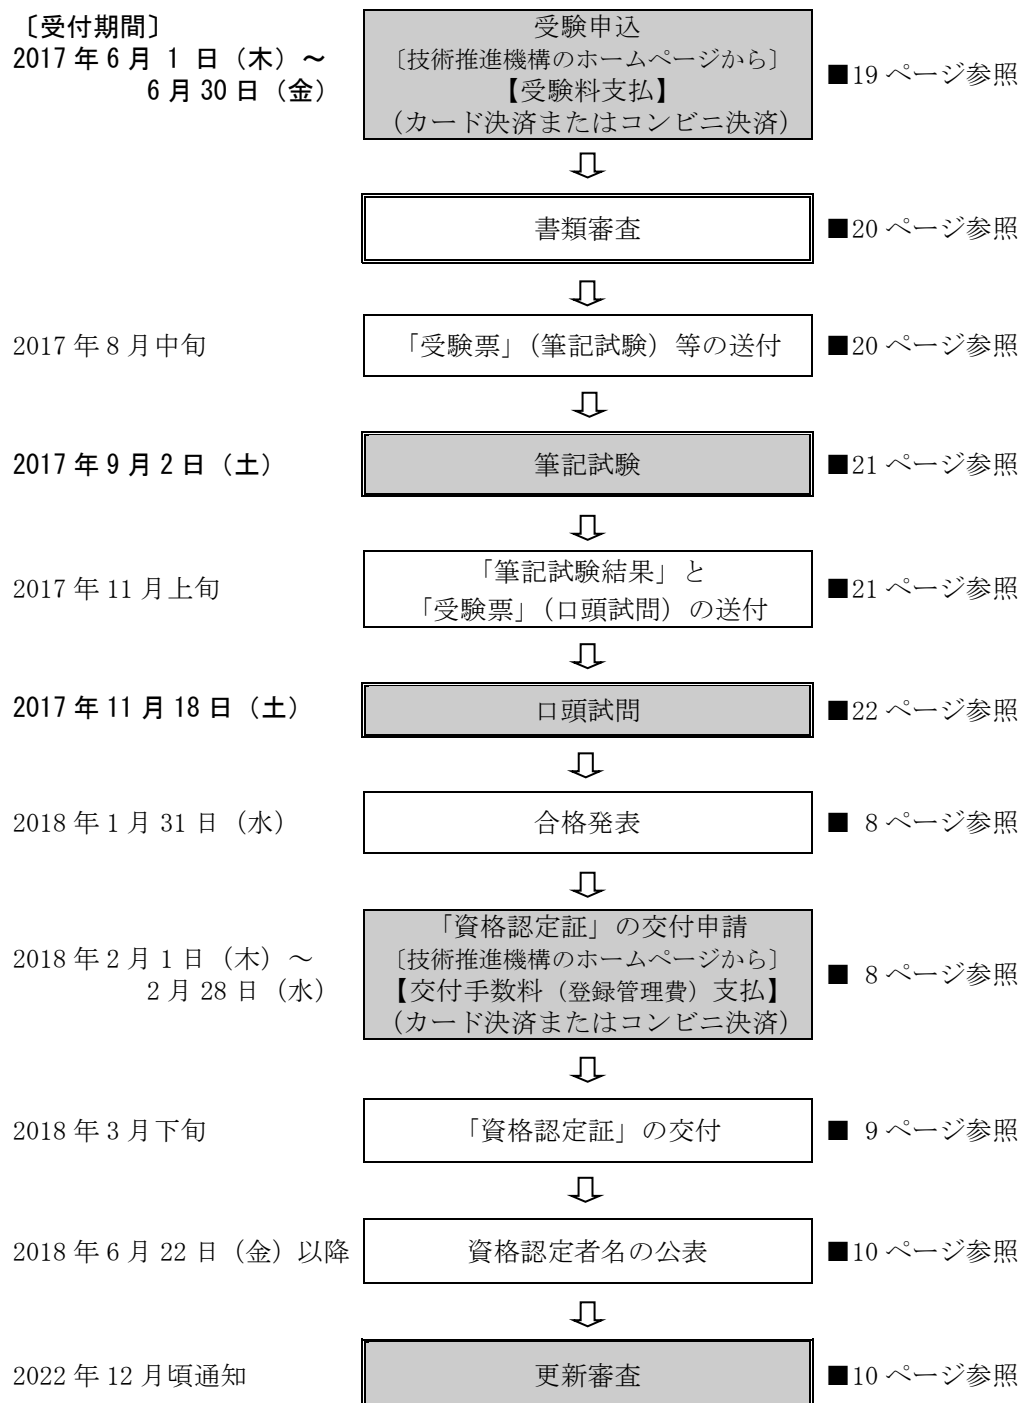 〔受付期間〕
2017年6月 1 日（木）～
6月30日（金）
受験申込
〔技術推進機構のホームページから〕
【受験料支払】
（カード決済またはコンビニ決済）
■19ページ参照
書類審査
■20ページ参照
2017年8月中旬
「受験票」（筆記試験）等の送付
■20ページ参照
2017年9月2日（土）
筆記試験
■21ページ参照
2017年11月上旬
「筆記試験結果」と
「受験票」（口頭試問）の送付
■21ページ参照
2017年11月18日（土）
口頭試問
■22ページ参照
2018年1月31日（水）
合格発表
■ 8ページ参照
2018年2月1日（木）～
2月28日（水）
「資格認定証」の交付申請
〔技術推進機構のホームページから〕
【交付手数料（登録管理費）支払】
（カード決済またはコンビニ決済）
■ 8ページ参照
2018年3月下旬
「資格認定証」の交付
■ 9ページ参照
2018年6月22日（金）以降
資格認定者名の公表
■10ページ参照
2022年12月頃通知
更新審査
■10ページ参照